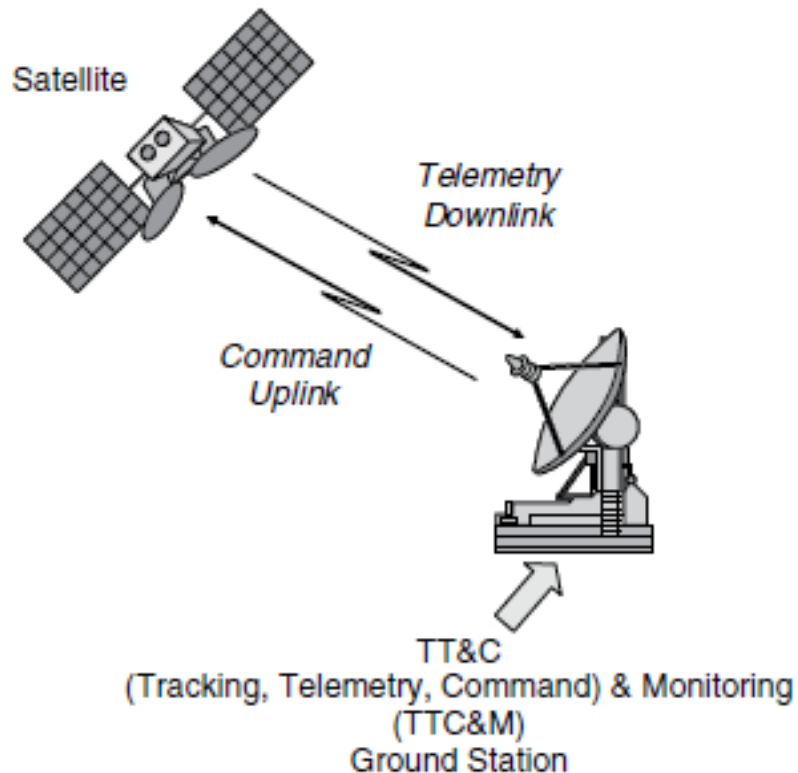 Satellite
Telemetry
Downlink
Command
Uplink
TT&C
(Tracking, Telemetry, Command) & Monitoring
(TTC&M)
Ground Station